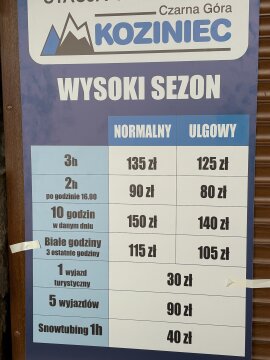 Czarna Góra
KOZINIEC
WYSOKI SEZON
NORMALNY ULGOWY
3h 135 zł 125 zł
2h
po godzinie 16.00 90 zł 80 zł
10 godzin
w danym dniu 150 zł 140 zł
Białe godziny
3 ostatnie godziny 115 zł 105 zł
1 wyjazd
turystyczny 30 zł
5 wyjazdów 90 zł
Snowtubing 1h 40 zł